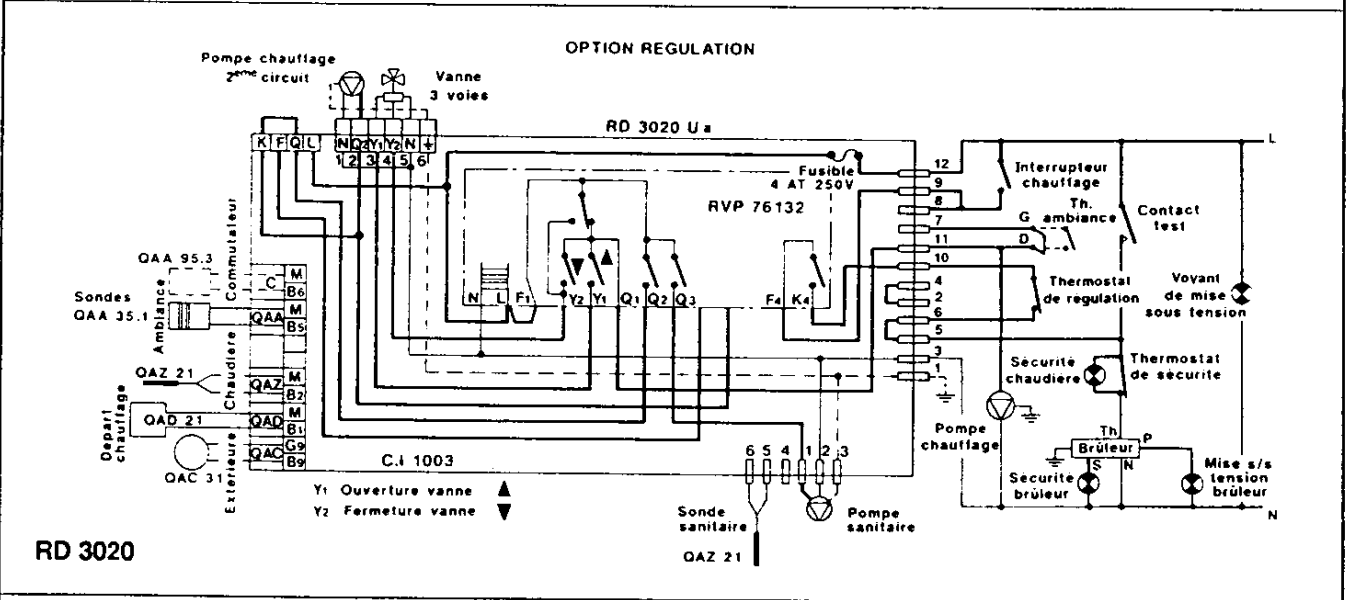 OPTION REGULATION
Pompe chauffage
2eme circuit
Vanne
3 voies
RD 3020 Ua
K F Q L
N Q2 Y1 Y2 N
1 2 3 4 5 6
Fusible
4 AT 250V
RVP 76132
12
9
8
7
11
10
4
2
6
5
3
1
L
Interrupteur
chauffage
G
Th.
ambiance
D
Contact
test
Thermostat
de régulation
Voyant
de mise
sous tension
Sécurité
chaudière
Thermostat
de sécurité
Pompe
chauffage
Th
P
Brûleur
S
N
Sécurité
brûleur
Mise s/s
tension
brûleur
N
QAA 95.3
Sondes
QAA 35.1
QAZ 21
QAD 21
QAC 31
Commutateur
Ambiance
Chaudière
Départ
chauffage
Extérieure
C
M
B6
QAA
M
B5
QAZ
M
B2
QAD
M
B1
QAC
G9
B9
N L F1
Y2 Y1
Q1 Q2 Q3
F4 K4
C.I 1003
Y1 Ouverture vanne
Y2 Fermeture vanne
6 5 4 1 2 3
Sonde
sanitaire
QAZ 21
Pompe
sanitaire
RD 3020